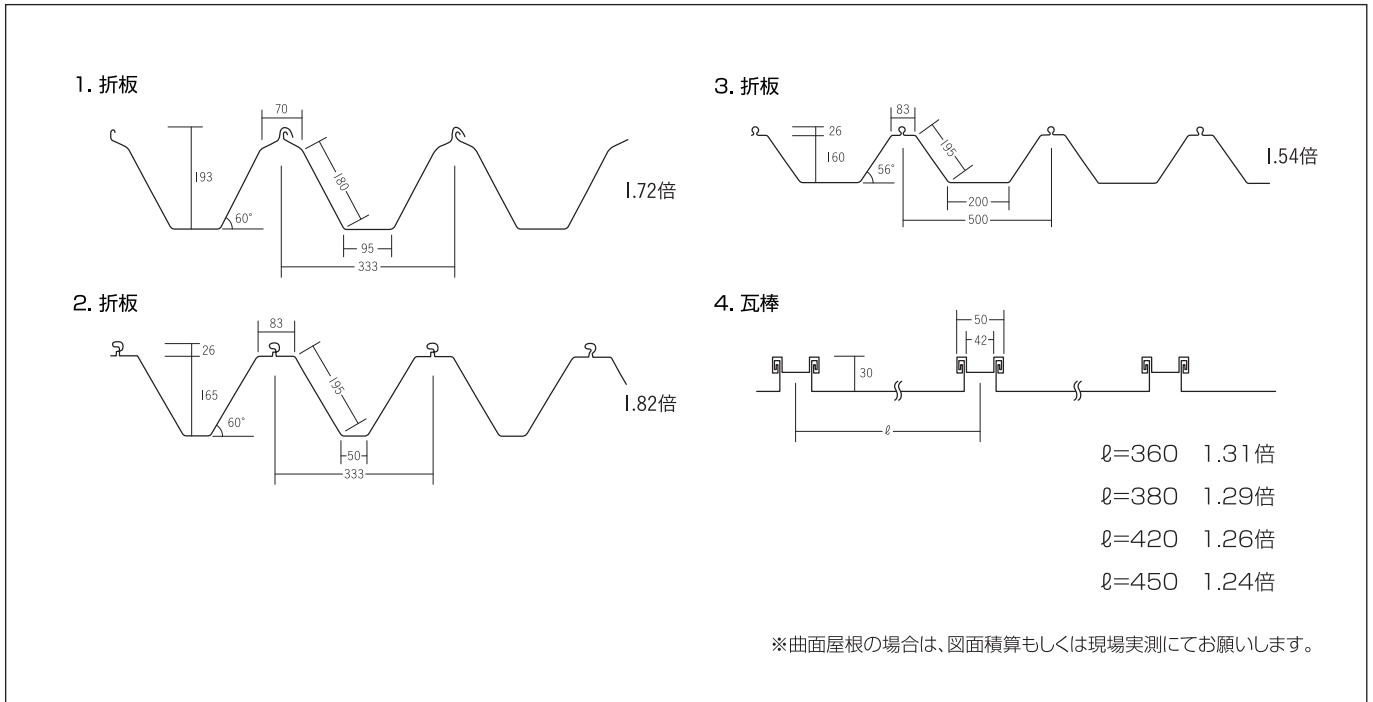 1. 折板
70
193
180
60°
95
333
1.72倍
2. 折板
83
26
195
165
60°
50
333
1.82倍
3. 折板
83
26
195
160
56°
200
500
1.54倍
4. 瓦棒
50
42
30
ℓ
ℓ=360 1.31倍
ℓ=380 1.29倍
ℓ=420 1.26倍
ℓ=450 1.24倍
※曲面屋根の場合は、図面積算もしくは現場実測にてお願いします。